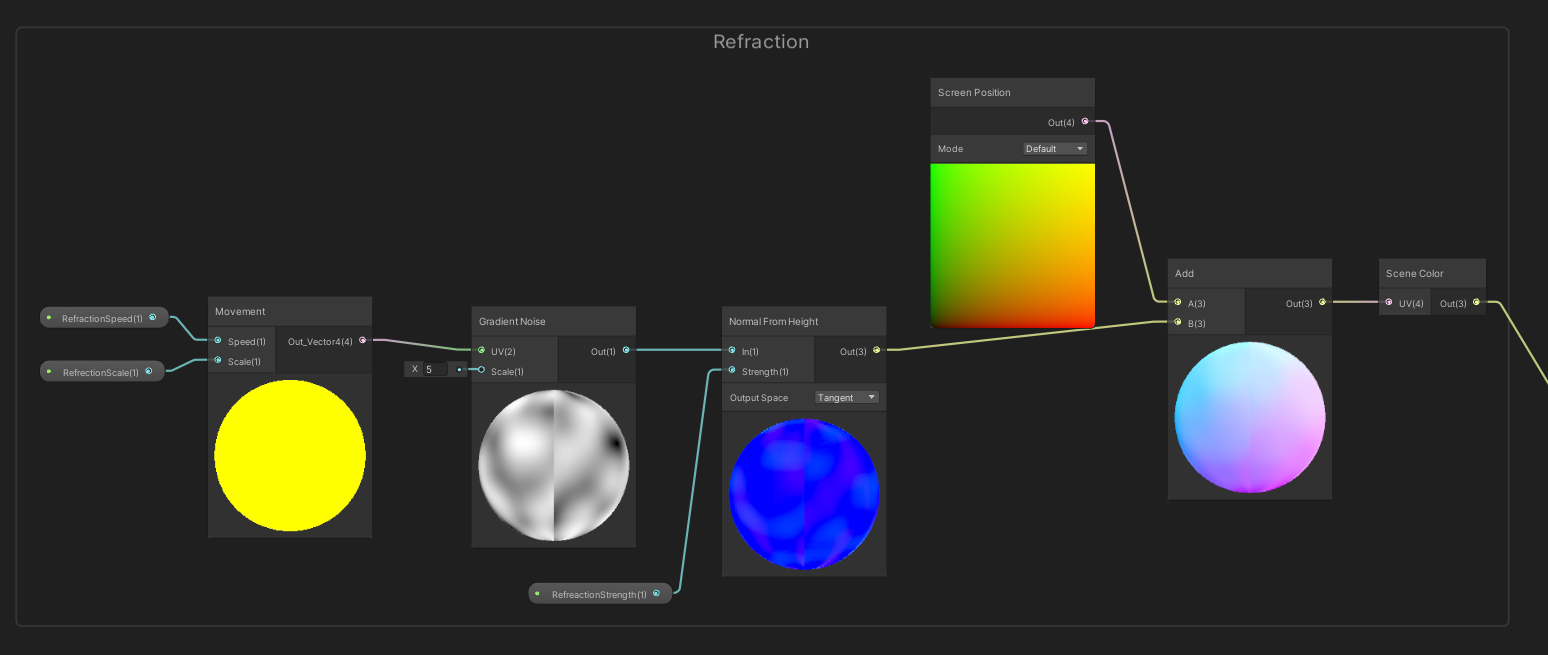 Refraction
Screen Position
Out(4)
Mode
Default
Add
A(3)
Out(3)
B(3)
Scene Color
UV(4)
Out(3)
RefractionSpeed(1)
RefrectionScale(1)
Movement
Speed(1)
Out_Vector4(4)
Scale(1)
X 5
Gradient Noise
UV(2)
Out(1)
Scale(1)
Normal From Height
In(1)
Out(3)
Strength(1)
Output Space
Tangent
RefreactionStrength(1)